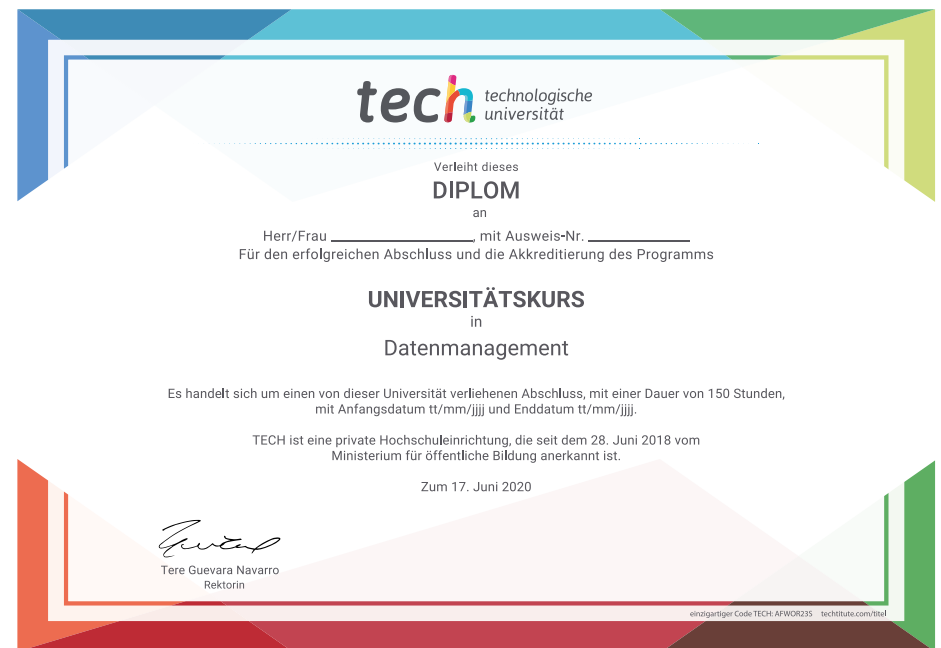 tech technologische
universität
Verleiht dieses
DIPLOM
an
Herr/Frau ____________, mit Ausweis-Nr. ____________
Für den erfolgreichen Abschluss und die Akkreditierung des Programms
UNIVERSITÄTSKURS
in
Datenmanagement
Es handelt sich um einen von dieser Universität verliehenen Abschluss, mit einer Dauer von 150 Stunden,
mit Anfangsdatum tt/mm/jjjj und Enddatum tt/mm/jjjj.
TECH ist eine private Hochschuleinrichtung, die seit dem 28. Juni 2018 vom
Ministerium für öffentliche Bildung anerkannt ist.
Zum 17. Juni 2020
Tere Guevara Navarro
Rektorin
einzigartiger Code TECH: AFWOR23S techtitute.com/titel